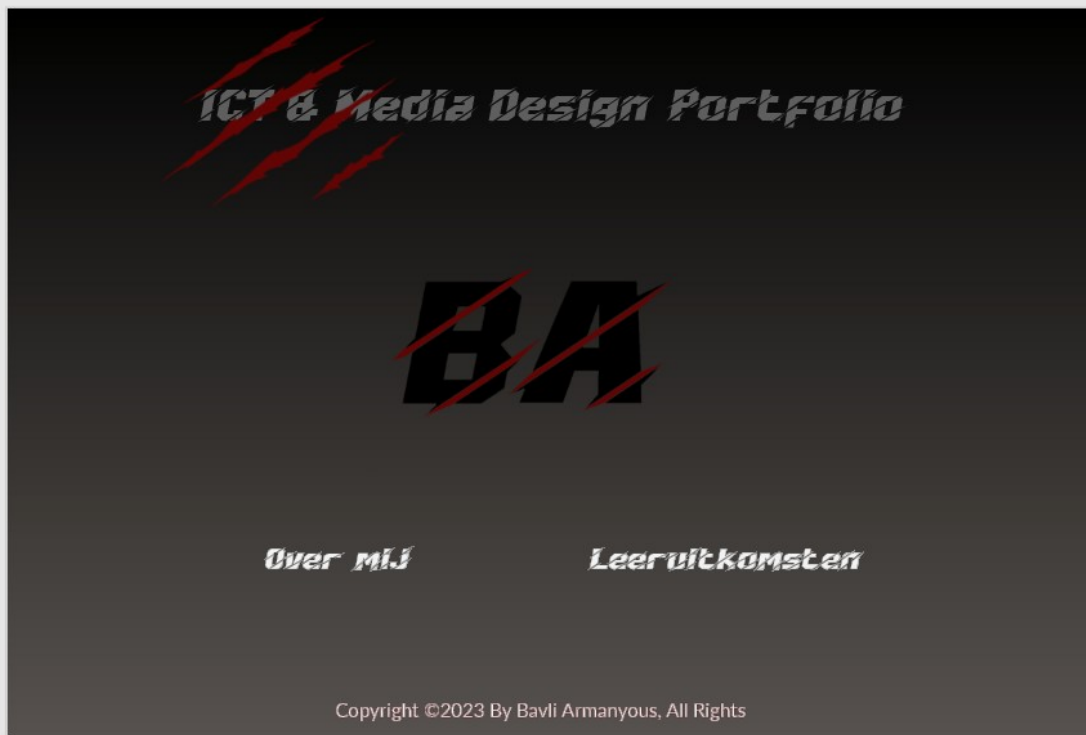 ICT & Media Design Portfolio
BA
Over mij
Leeruitkomsten
Copyright ©2023 By Bavli Armanyous, All Rights